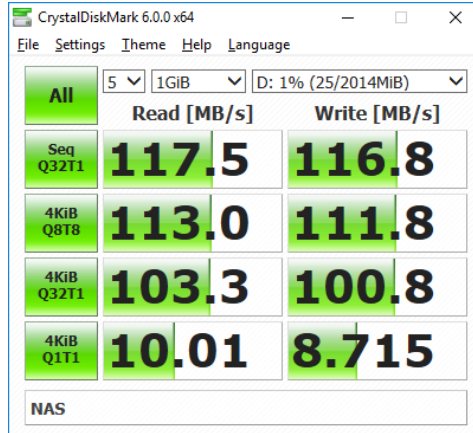 CrystalDiskMark 6.0.0 x64
File Settings Theme Help Language
All 5 1GiB D: 1% (25/2014MiB)
Read [MB/s] Write [MB/s]
Seq
Q32T1 117.5 116.8
4KiB
Q8T8 113.0 111.8
4KiB
Q32T1 103.3 100.8
4KiB
Q1T1 10.01 8.715
NAS